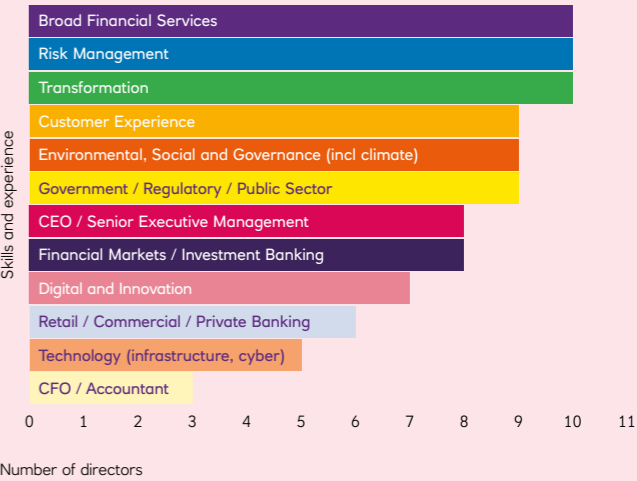 Broad Financial Services
Risk Management
Transformation
Customer Experience
Environmental, Social and Governance (incl climate)
Government / Regulatory / Public Sector
CEO / Senior Executive Management
Financial Markets / Investment Banking
Digital and Innovation
Retail / Commercial / Private Banking
Technology (infrastructure, cyber)
CFO / Accountant
Skills and experience
0 1 2 3 4 5 6 7 8 9 10 11
Number of directors